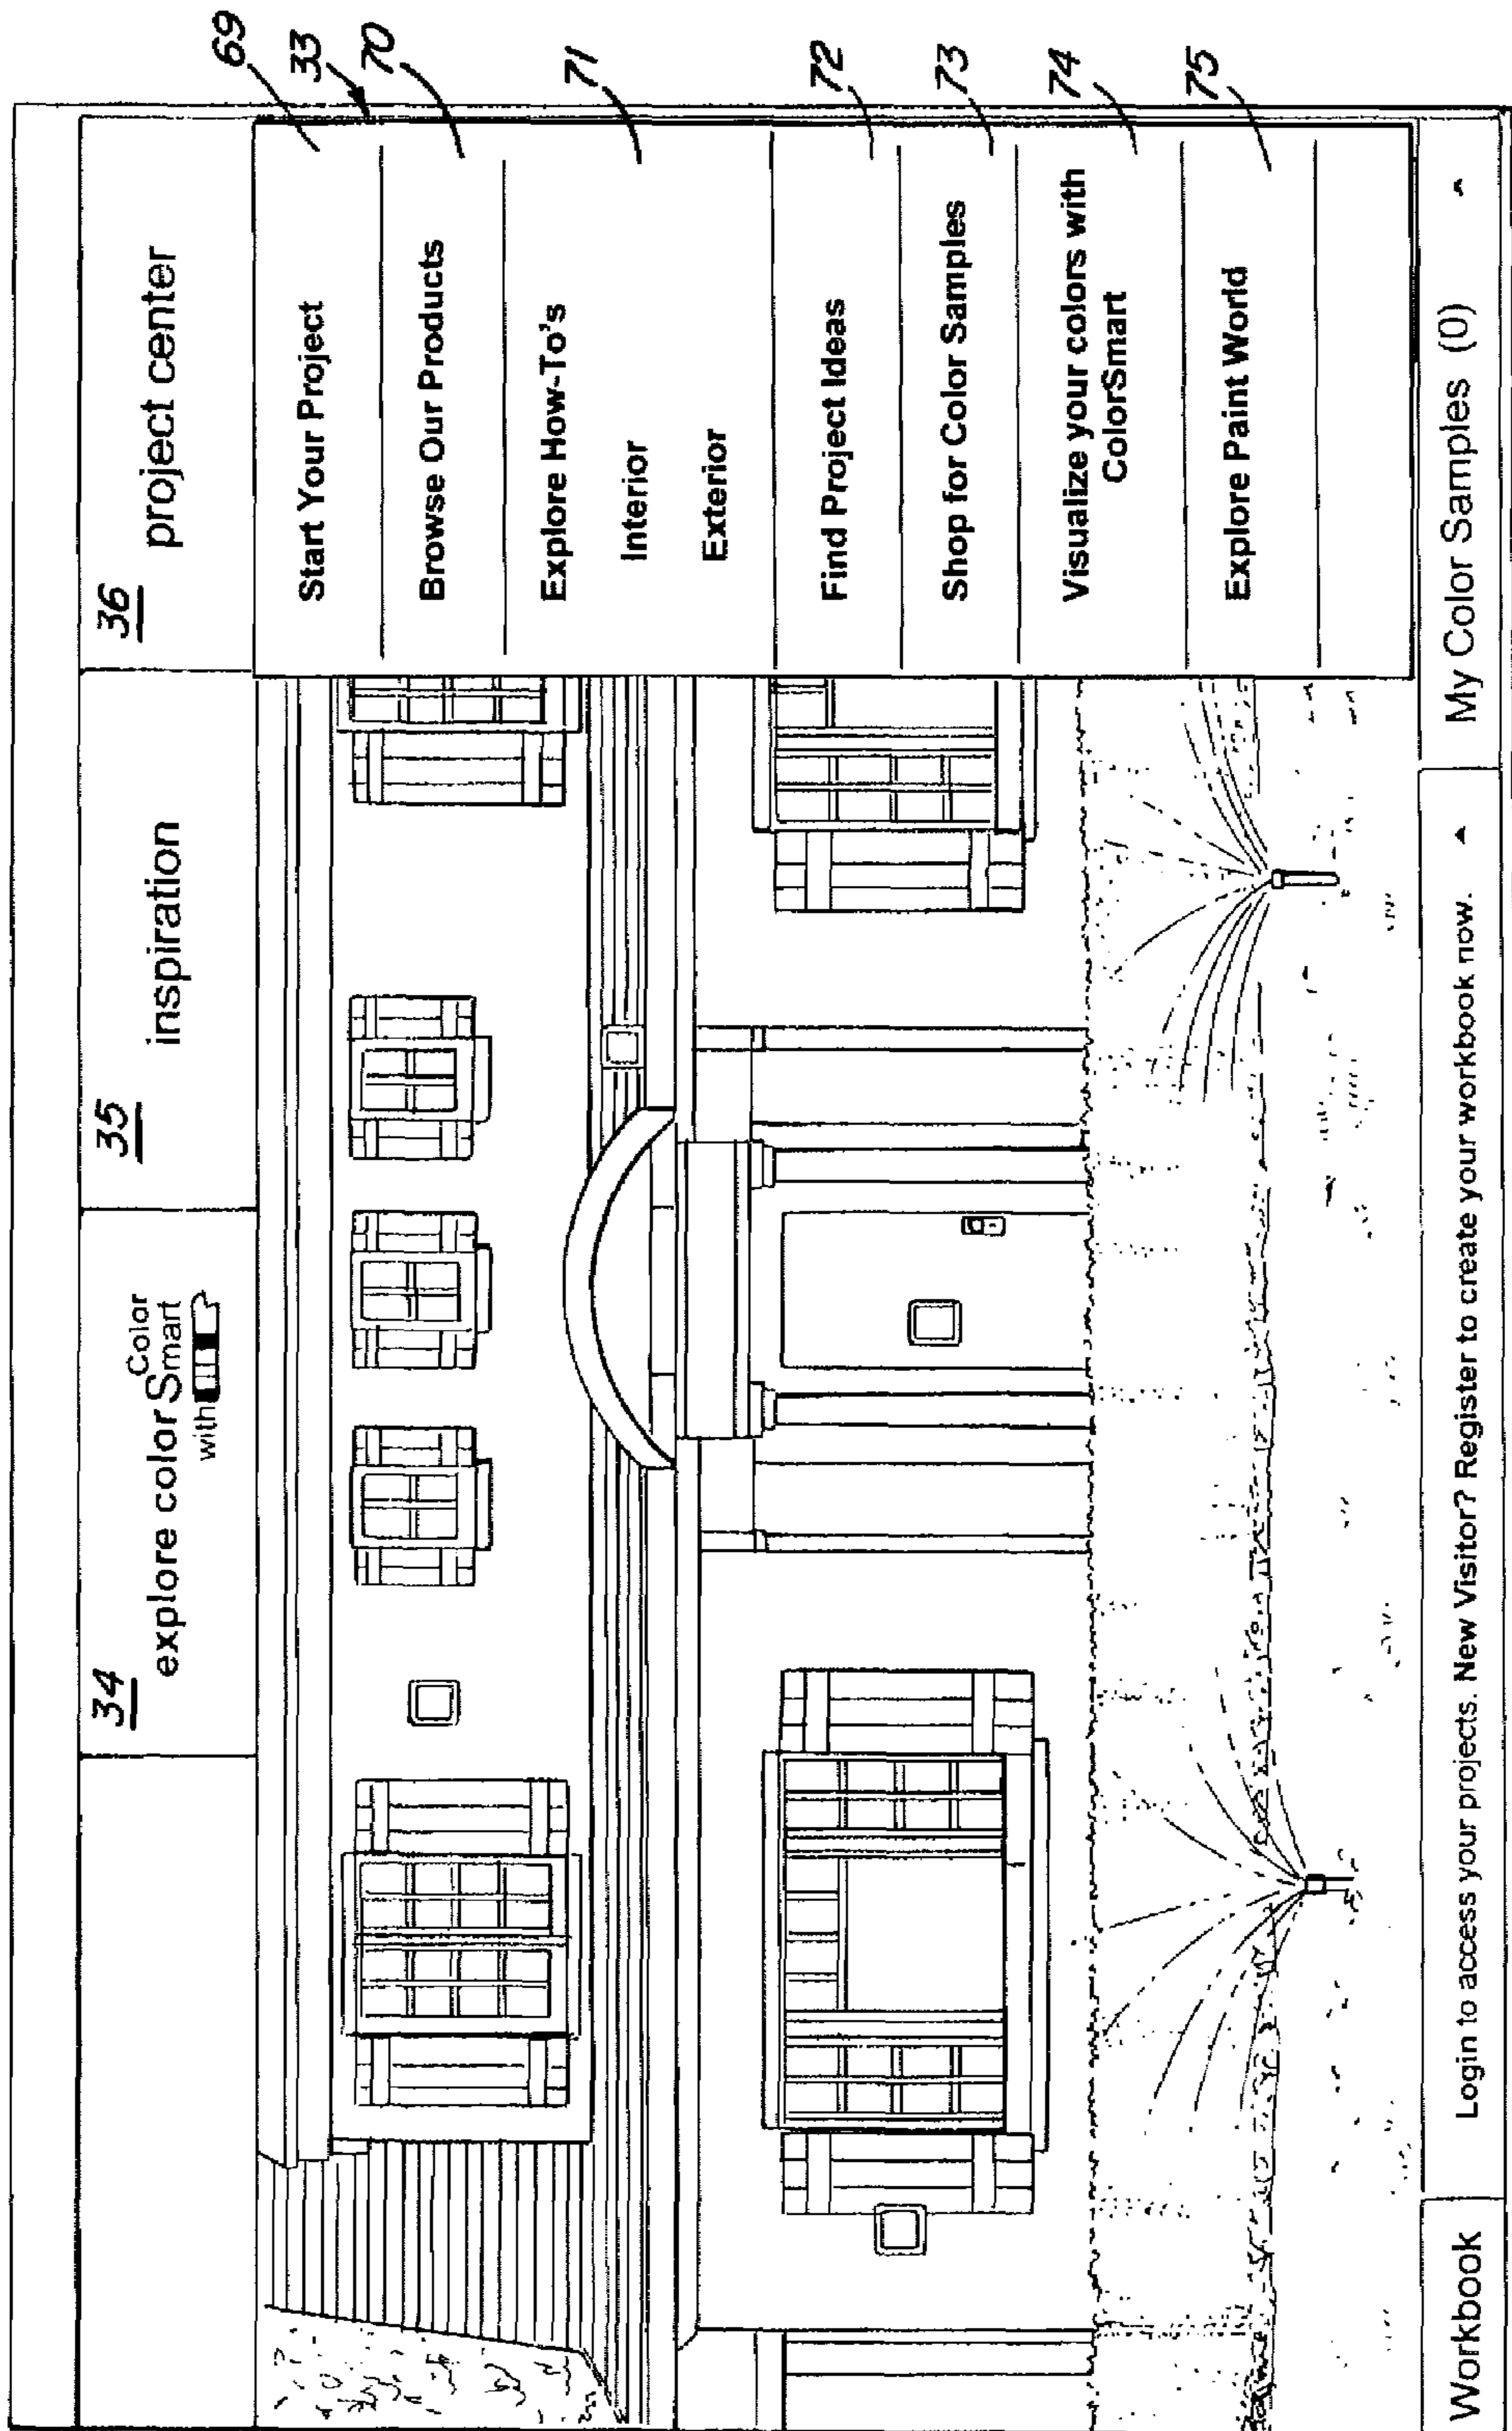 34
explore color
with
Color
Smart
35
inspiration
36
project center
69
33
70
71
72
73
74
75
Start Your Project
Browse Our Products
Explore How-To's
Interior
Exterior
Find Project Ideas
Shop for Color Samples
Visualize your colors with
ColorSmart
Explore Paint World
Workbook
Login to access your projects. New Visitor? Register to create your workbook now.
My Color Samples (0)